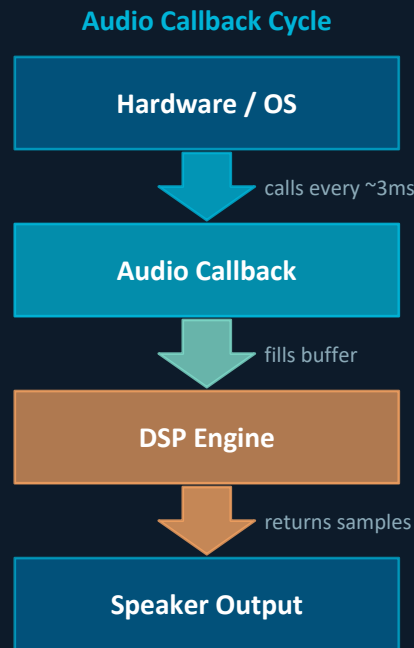 Audio Callback Cycle
Hardware / OS
calls every ~3ms
Audio Callback
fills buffer
DSP Engine
returns samples
Speaker Output